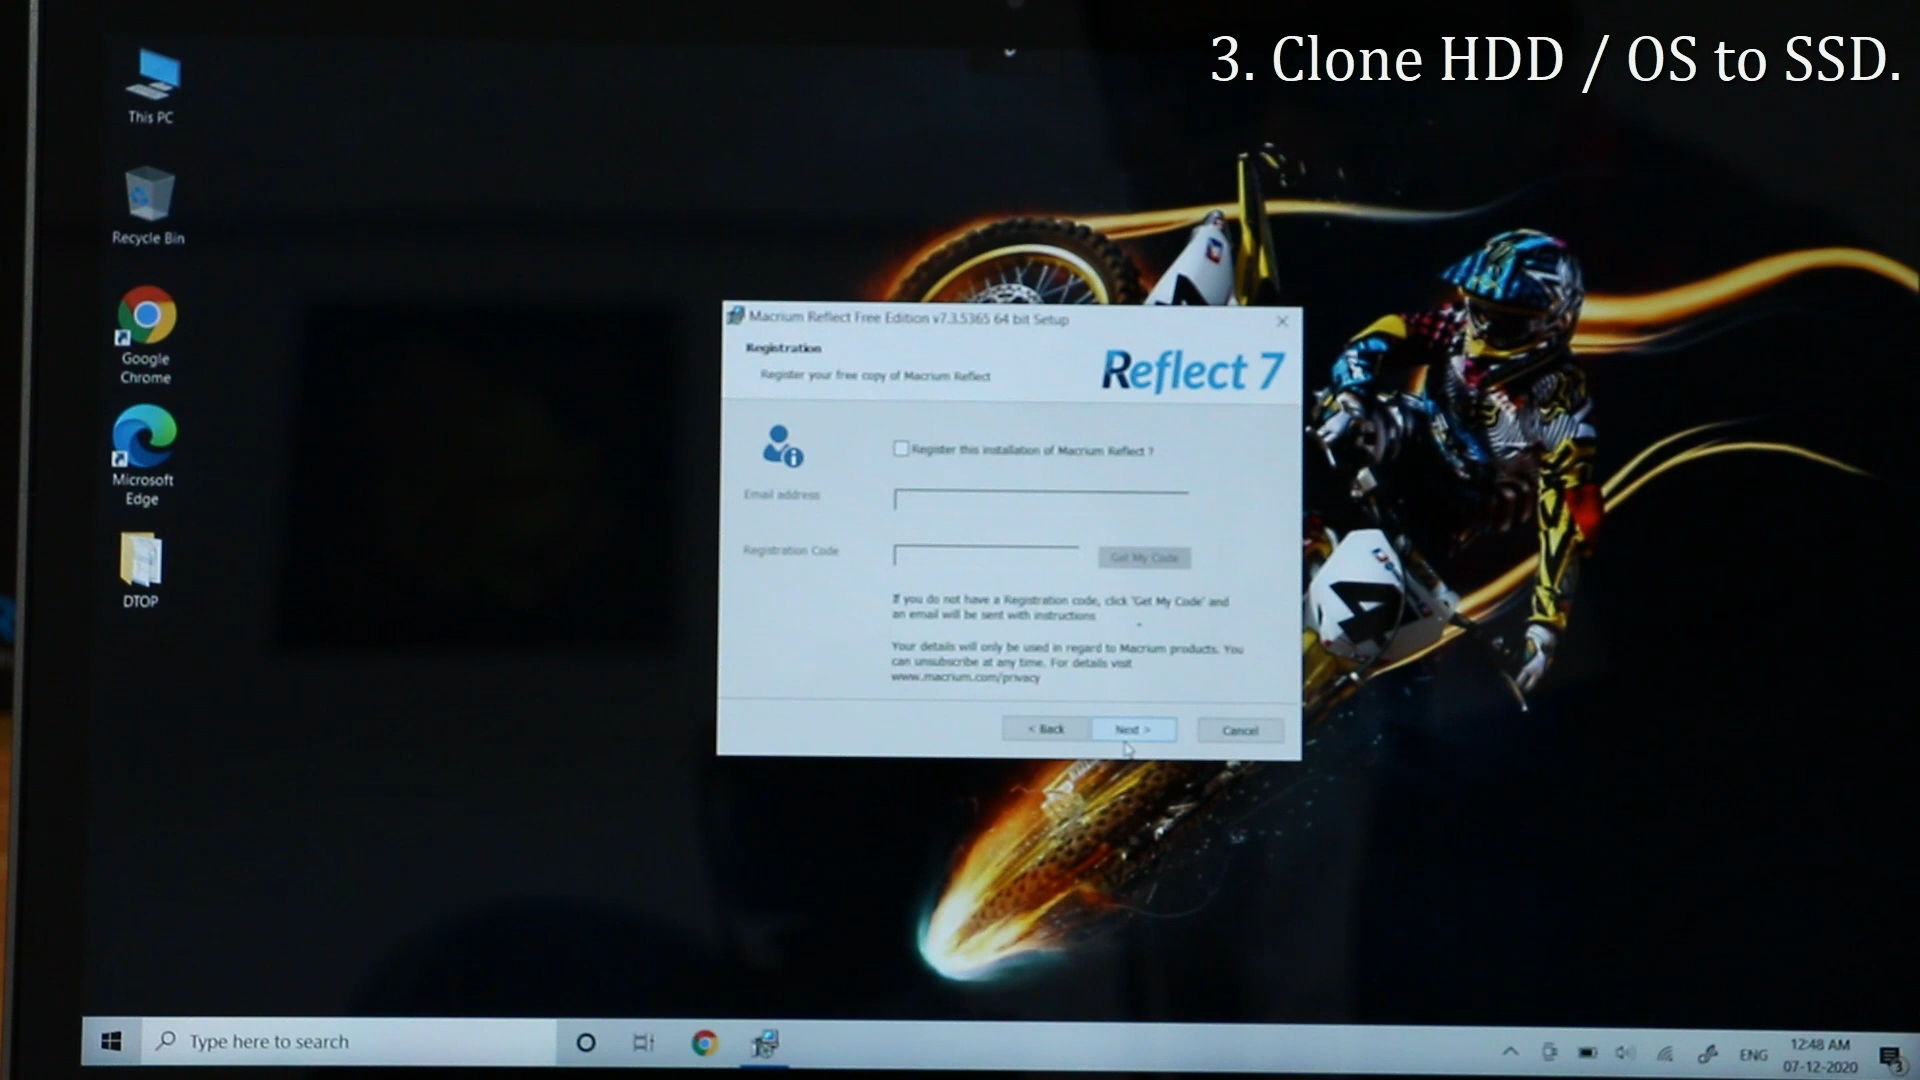 3. Clone HDD / OS to SSD.
This PC
Recycle Bin
Google
Chrome
Microsoft
Edge
DTOP
Macrium Reflect Free Edition v7.3.5365 64 bit Setup
Registration
Register your free copy of Macrium Reflect
Reflect 7
Register this installation of Macrium Reflect ?
Email address
Registration Code
Get My Code
If you do not have a Registration code, click 'Get My Code' and
an email will be sent with instructions
Your details will only be used in regard to Macrium products. You
can unsubscribe at any time. For details visit
www.macrium.com/privacy
< Back
Next >
Cancel
4
Type here to search
ENG
12:48 AM
07-12-2020
3